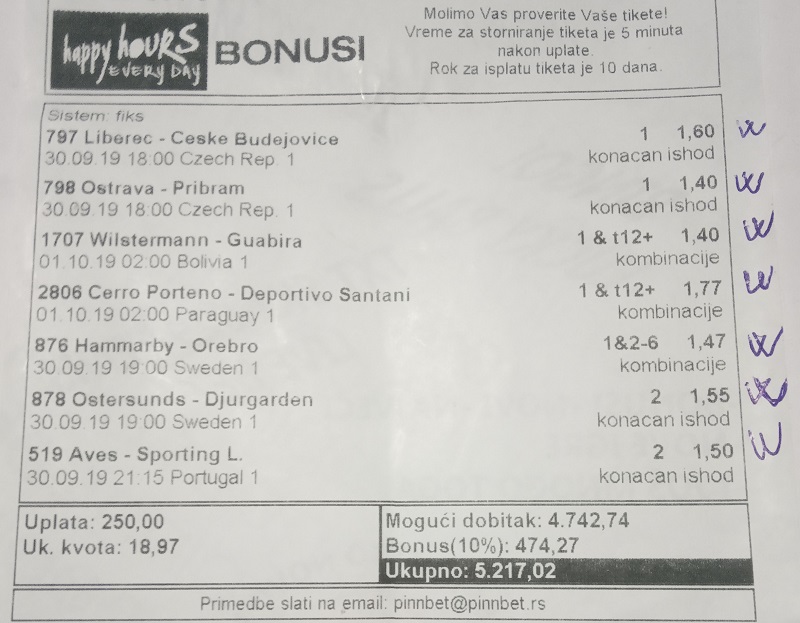 happy hours
EVERY DAY
BONUSI
Molimo Vas proverite Vaše tikete!
Vreme za storniranje tiketa je 5 minuta
nakon uplate.
Rok za isplatu tiketa je 10 dana.
Sistem: fiks
797 Liberec - Ceske Budejovice 1 1,60
30.09.19 18:00 Czech Rep. 1 konacan ishod
798 Ostrava - Pribram 1 1,40
30.09.19 18:00 Czech Rep. 1 konacan ishod
1707 Wilstermann - Guabira 1 & t12+ 1,40
01.10.19 02:00 Bolivia 1 kombinacije
2806 Cerro Porteno - Deportivo Santani 1 & t12+ 1,77
01.10.19 02:00 Paraguay 1 kombinacije
876 Hammarby - Orebro 1&2-6 1,47
30.09.19 19:00 Sweden 1 kombinacije
878 Ostersunds - Djurgarden 2 1,55
30.09.19 19:00 Sweden 1 konacan ishod
519 Aves - Sporting L. 2 1,50
30.09.19 21:15 Portugal 1 konacan ishod
Uplata: 250,00
Uk. kvota: 18,97
Mogući dobitak: 4.742,74
Bonus(10%): 474,27
Ukupno: 5.217,02
Primedbe slati na email: pinnbet@pinnbet.rs